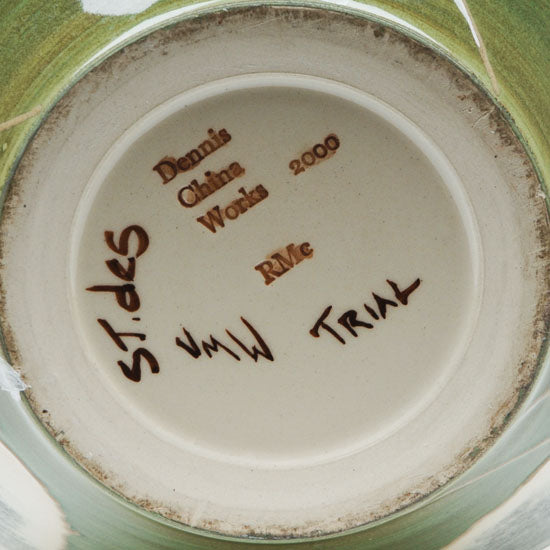 Dennis
China
Works 2000
RMc
ST.des
VMW
TRIAL